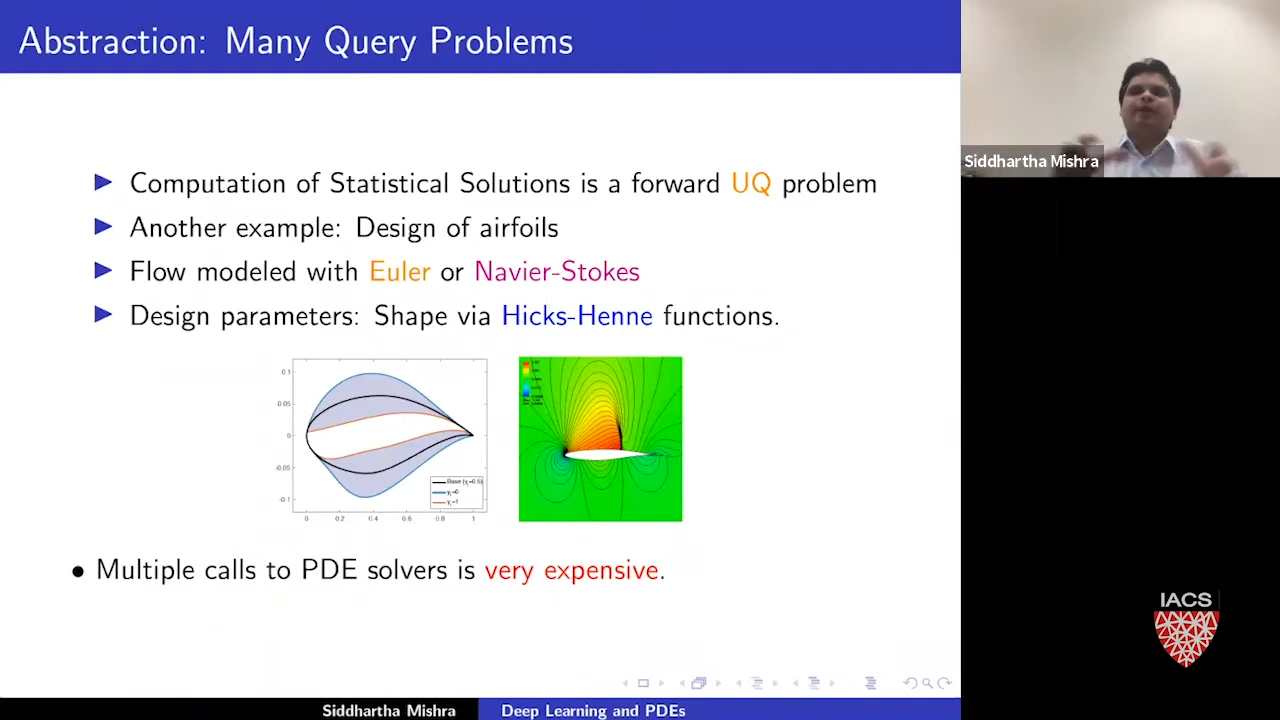 Abstraction: Many Query Problems
Siddhartha Mishra
Computation of Statistical Solutions is a forward UQ problem
Another example: Design of airfoils
Flow modeled with Euler or Navier-Stokes
Design parameters: Shape via Hicks-Henne functions.
0.1
0.05
0
-0.05
-0.1
0 0.2 0.4 0.6 0.8 1
• Multiple calls to PDE solvers is very expensive.
IACS
Siddhartha Mishra
Deep Learning and PDEs